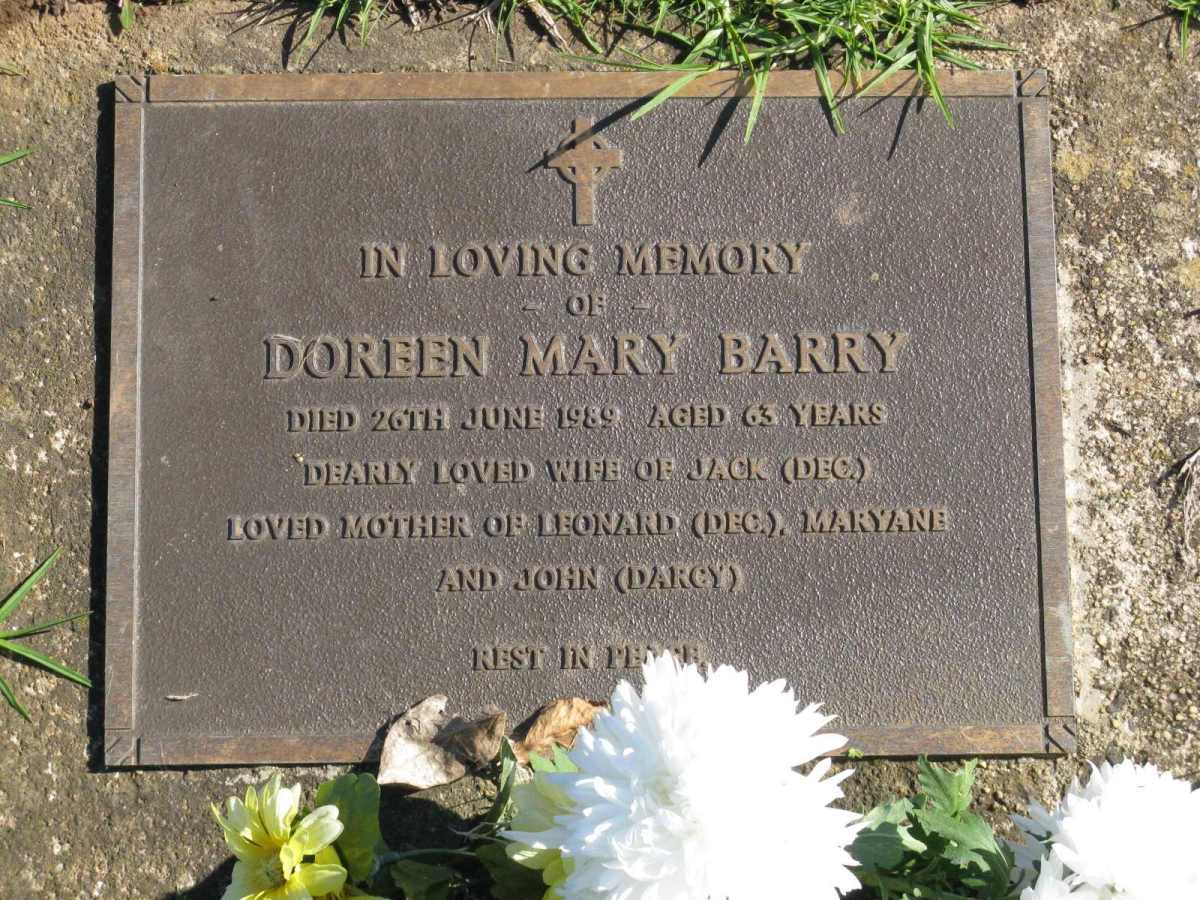 IN LOVING MEMORY
- OF -
DOREEN MARY BARRY
DIED 26TH JUNE 1989 AGED 63 YEARS
DEARLY LOVED WIFE OF JACK (DEC.)
LOVED MOTHER OF LEONARD (DEC.), MARYANE
AND JOHN (DARCY)
REST IN PEACE.